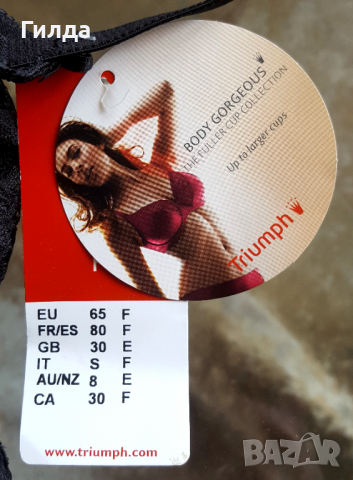 Гилда.
BODY GORGEOUS
THE FULLER CUP COLLECTION
Up to larger cups
Triumph
EU 65 F
FR/ES 80 F
GB 30 E
IT S F
AU/NZ 8 E
CA 30 F
www.triumph.com
BAZAR